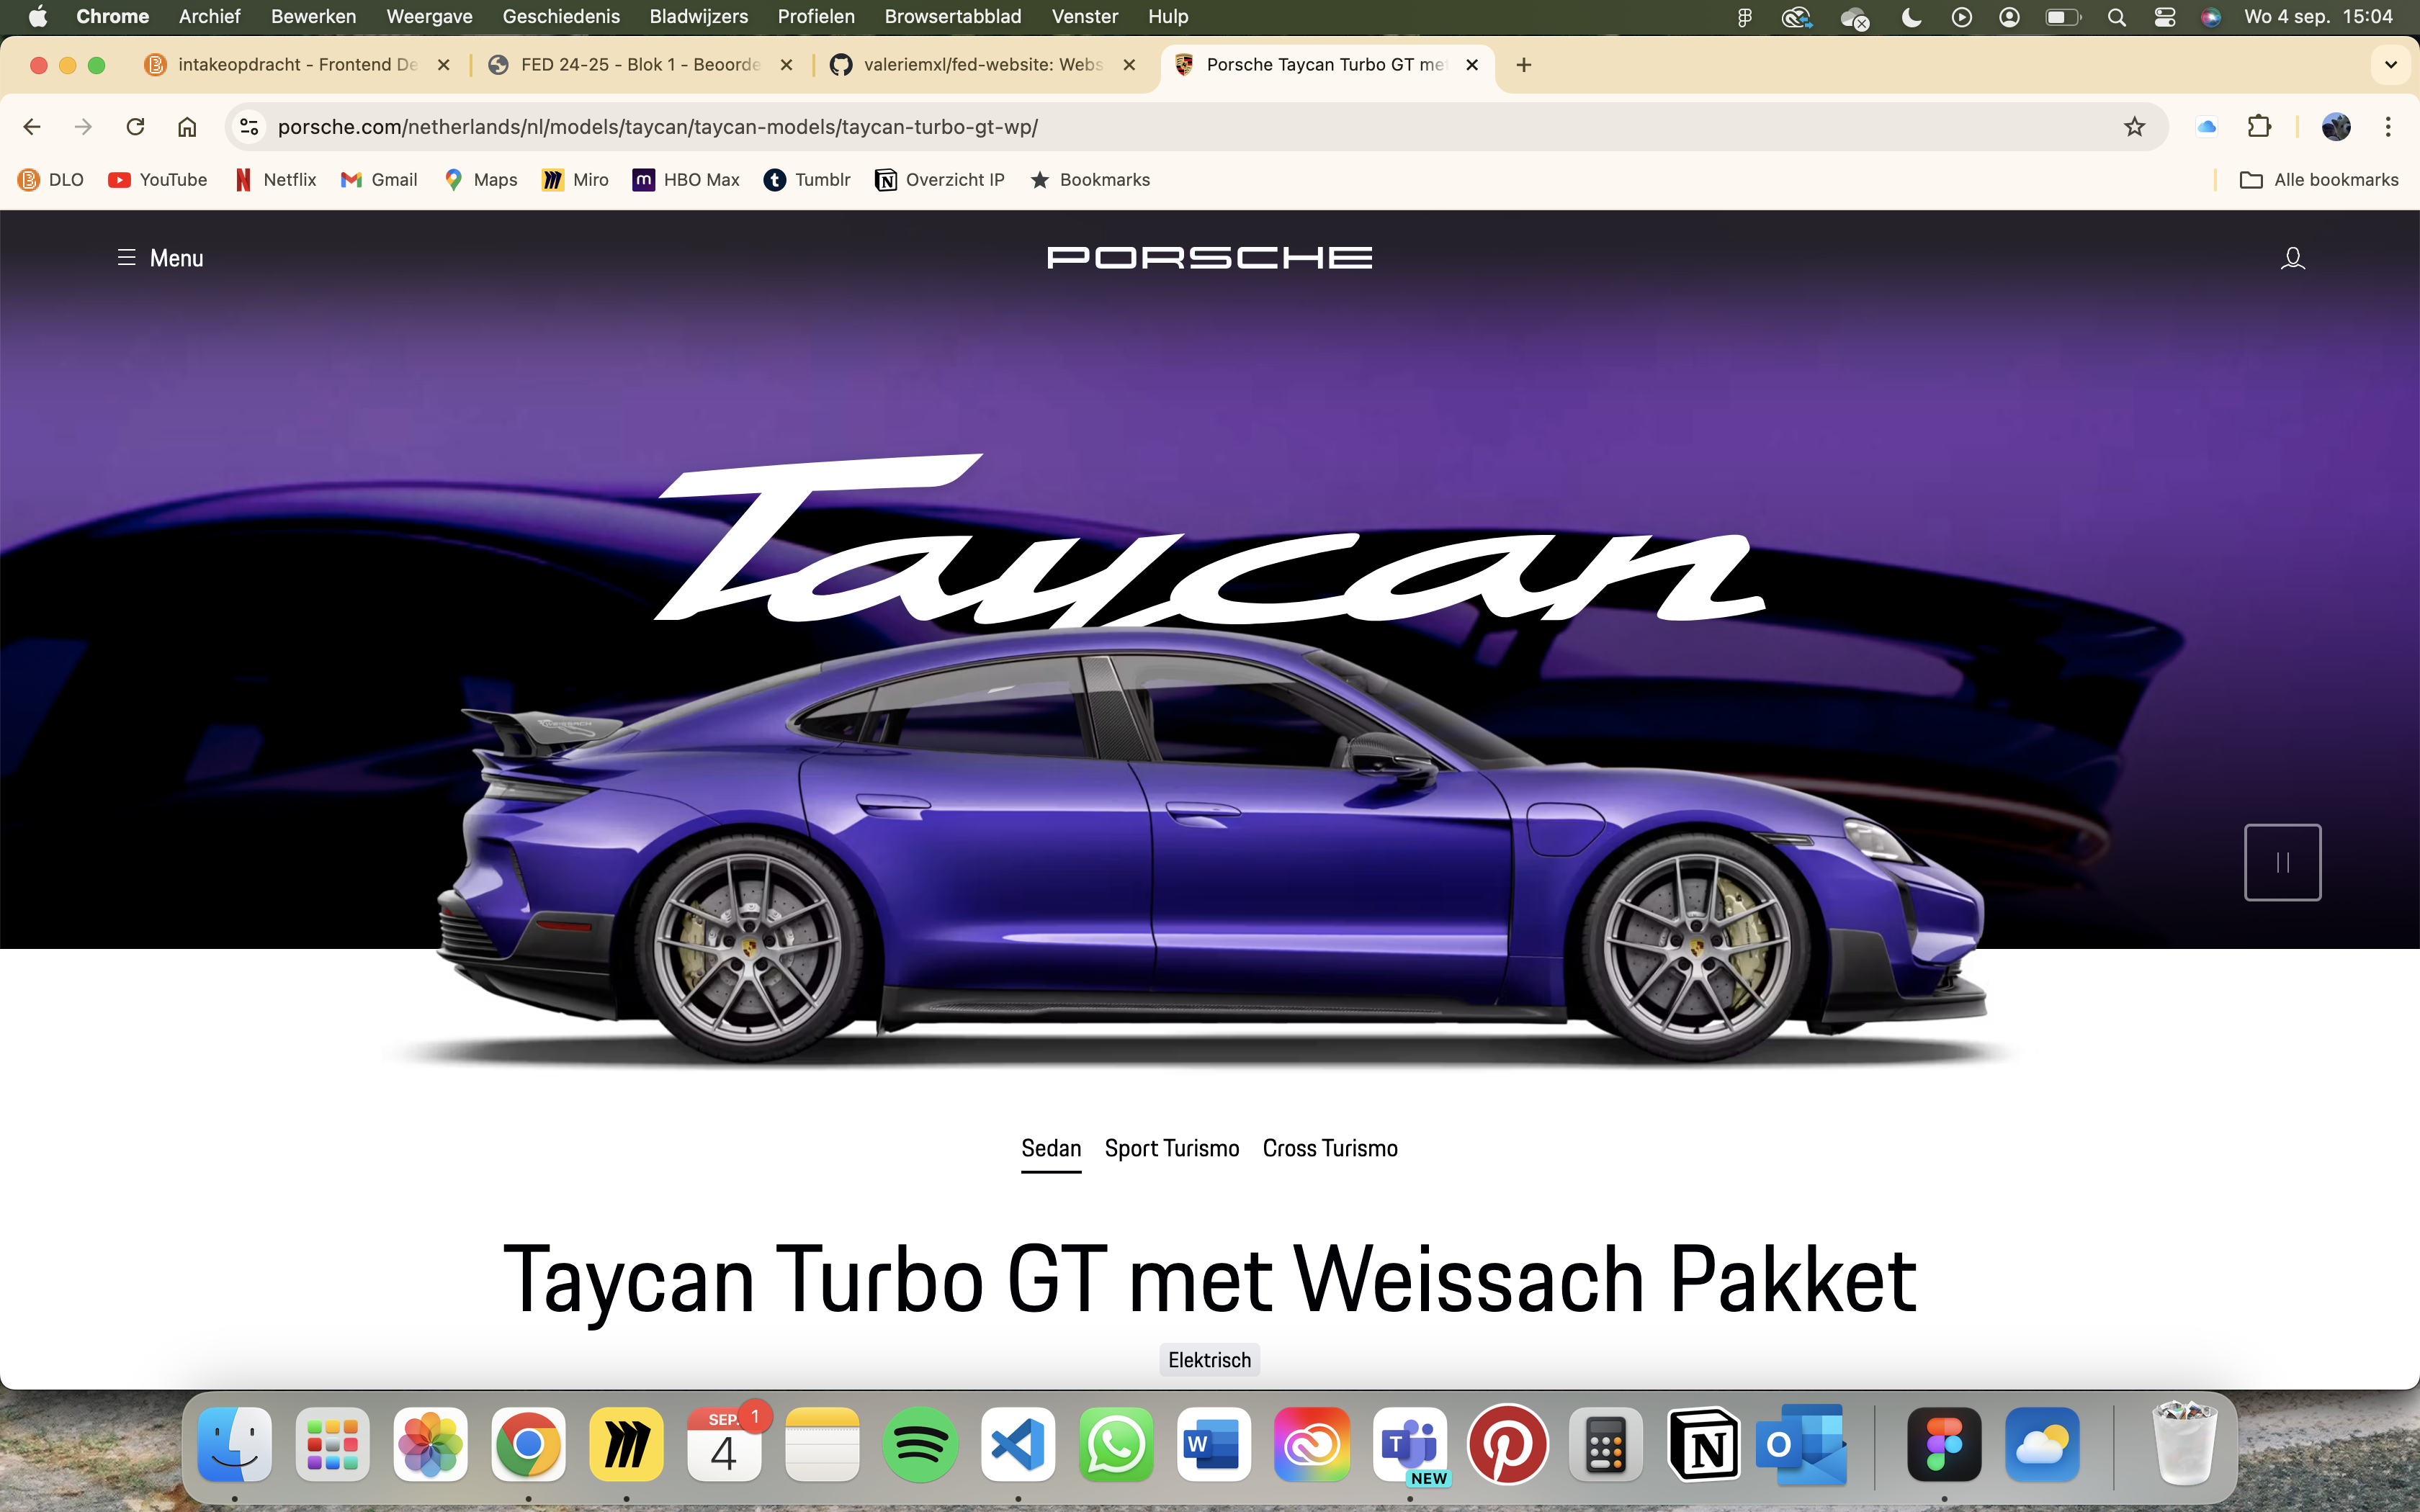 Chrome Archief Bewerken Weergave Geschiedenis Bladwijzers Profielen Browsertabblad Venster Hulp Wo 4 sep. 15:04
intakeopdracht - Frontend De FED 24-25 - Blok 1 - Beoorde valeriemxl/fed-website: Webs Porsche Taycan Turbo GT met
porsche.com/netherlands/nl/models/taycan/taycan-models/taycan-turbo-gt-wp/
DLO YouTube Netflix Gmail Maps Miro HBO Max Tumblr Overzicht IP Bookmarks Alle bookmarks
Menu PORSCHE
Taycan
WEISSACH
Sedan Sport Turismo Cross Turismo
Taycan Turbo GT met Weissach Pakket
Elektrisch
SEP. 1
4
W T N O
NEW